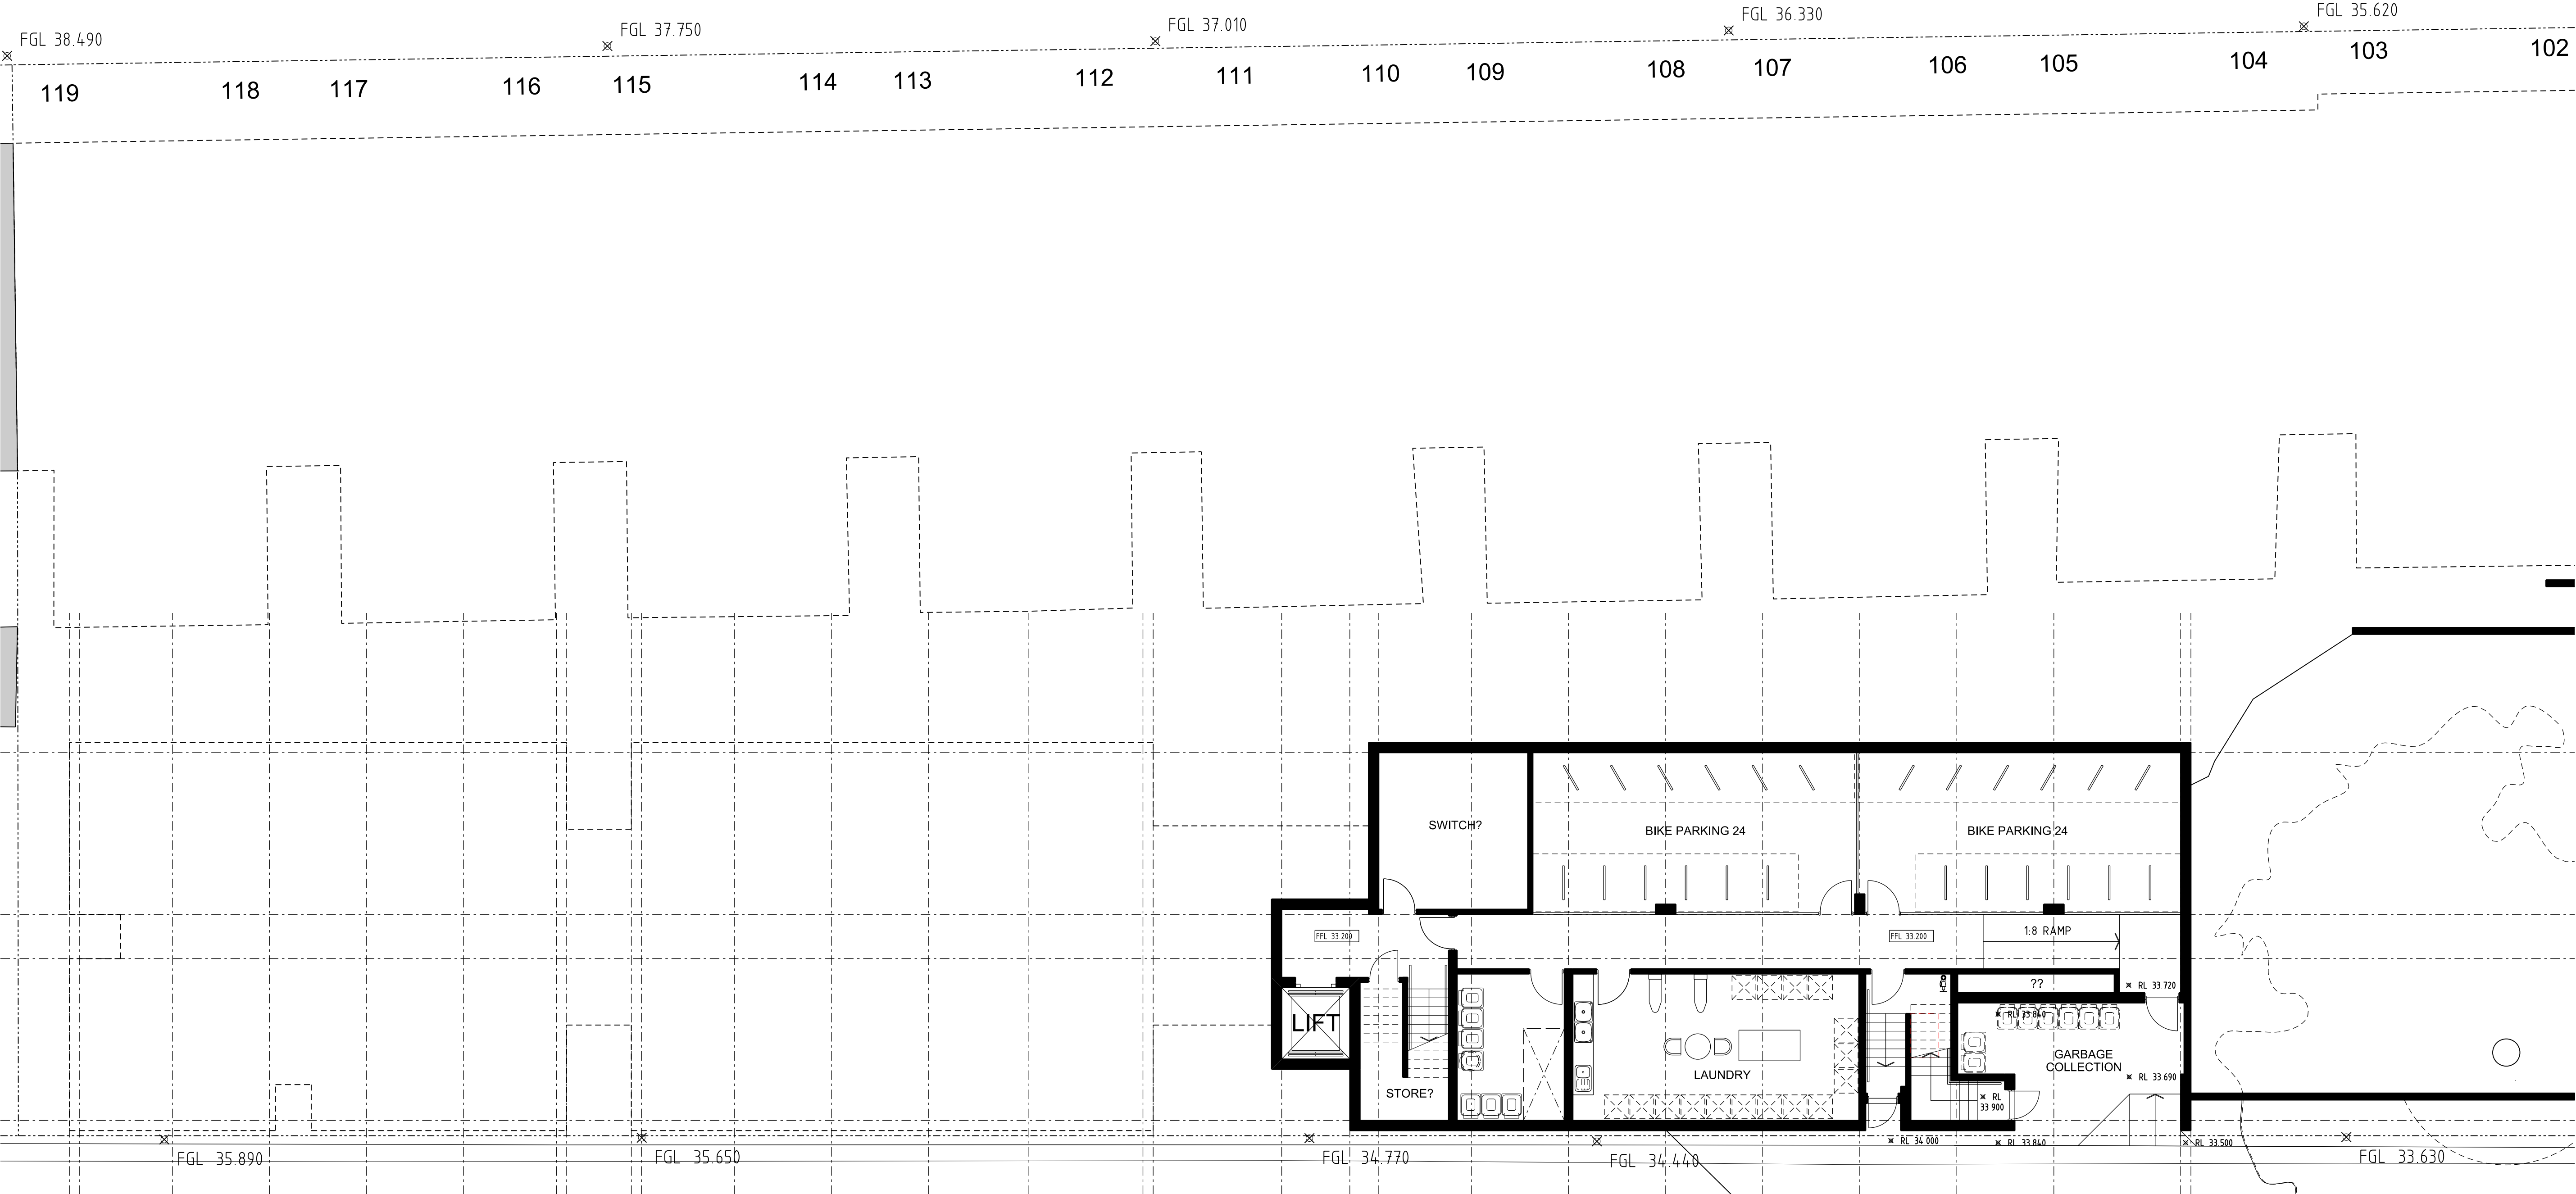 FGL 38.490
FGL 37.750
FGL 37.010
FGL 36.330
FGL 35.620
119
118
117
116
115
114
113
112
111
110
109
108
107
106
105
104
103
102
SWITCH?
BIKE PARKING 24
BIKE PARKING 24
FFL 33.200
FFL 33.200
1:8 RAMP
??
RL 33.720
LIFT
RL 33.840
STORE?
LAUNDRY
GARBAGE
COLLECTION
RL 33.690
RL
33.900
RL 34.000
RL 33.840
RL 33.500
FGL 35.890
FGL 35.650
FGL 34.770
FGL 34.440
FGL 33.630